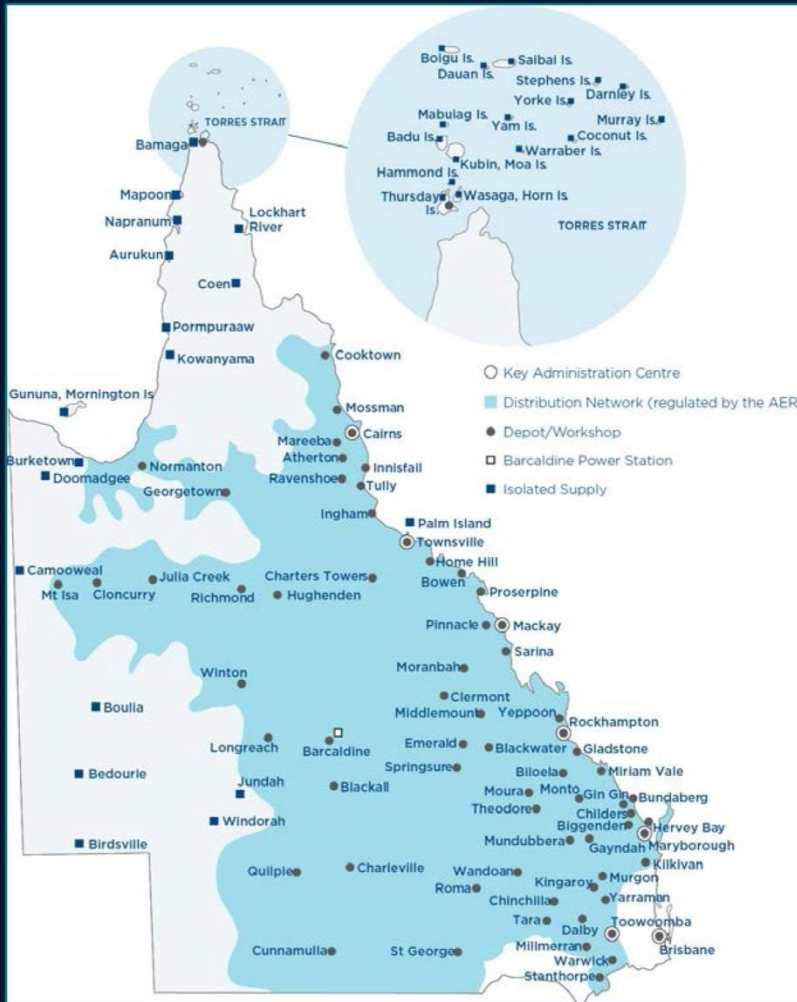 Boigu Is.
Saibai Is.
Dauan Is.
Stephens Is.
Darnley Is.
Yorke Is.
Mabuiag Is.
Yam Is.
Murray Is.
Badu Is.
Coconut Is.
Warraber Is.
Kubin, Moa Is.
Hammond Is.
Thursday
Is.
Wasaga, Horn Is.
TORRES STRAIT
TORRES STRAIT
Bamaga
Mapoon
Napranum
Lockhart
River
Aurukun
Coen
Pormpuraaw
Kowanyama
Cooktown
Key Administration Centre
Gununa, Mornington Is
Distribution Network (regulated by the AER
Mossman
Cairns
Depot/Workshop
Mareeba
Atherton
Burketown
Normanton
Innisfail
Barcaldine Power Station
Doomadgee
Ravenshoe
Tully
Georgetown
Isolated Supply
Ingham
Palm Island
Townsville
Home Hill
Camooweal
Julia Creek
Charters Towers
Bowen
Mt Isa
Cloncurry
Richmond
Hughenden
Proserpine
Pinnacle
Mackay
Sarina
Moranbah
Winton
Clermont
Boulia
Middlemount
Yeppoon
Rockhampton
Longreach
Barcaldine
Emerald
Blackwater
Gladstone
Springsure
Biloela
Miriam Vale
Bedourie
Jundah
Blackall
Moura
Monto
Gin Gin
Bundaberg
Theodore
Childers
Windorah
Biggenden
Hervey Bay
Birdsville
Mundubbera
Gayndah
Maryborough
Kilkivan
Quilpie
Charleville
Wandoan
Murgon
Roma
Kingaroy
Chinchilla
Yarraman
Tara
Dalby
Toowoomba
Cunnamulla
St George
Millmerran
Brisbane
Warwick
Stanthorpe